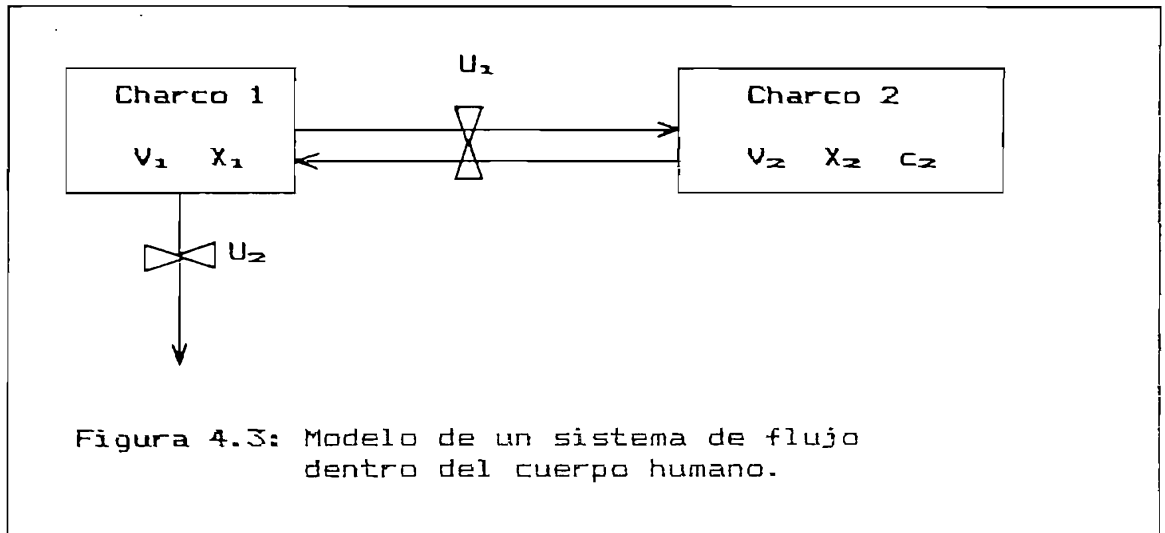 U₁
Charco 1
V₁ X₁
Charco 2
V₂ X₂ c₂
U₂
Figura 4.3: Modelo de un sistema de flujo
dentro del cuerpo humano.